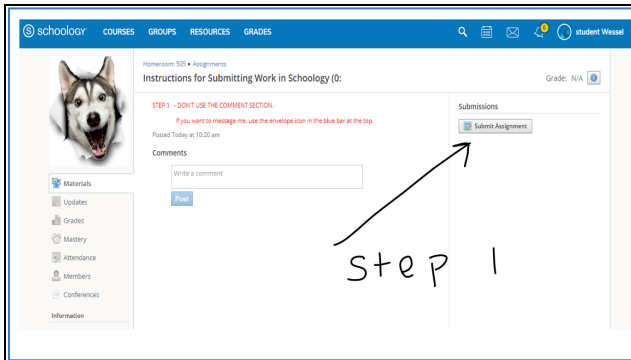 schoology COURSES GROUPS RESOURCES GRADES student Wessel
Homeroom: 505 ▸ Assignments
Instructions for Submitting Work in Schoology (0:
Grade: N/A
STEP 1 - DON'T USE THE COMMENT SECTION.
If you want to message me, use the envelope icon in the blue bar at the top.
Posted Today at 10:20 am
Comments
Write a comment
Post
Submissions
Submit Assignment
Materials
Updates
Grades
Mastery
Attendance
Members
Conferences
Information
Step 1